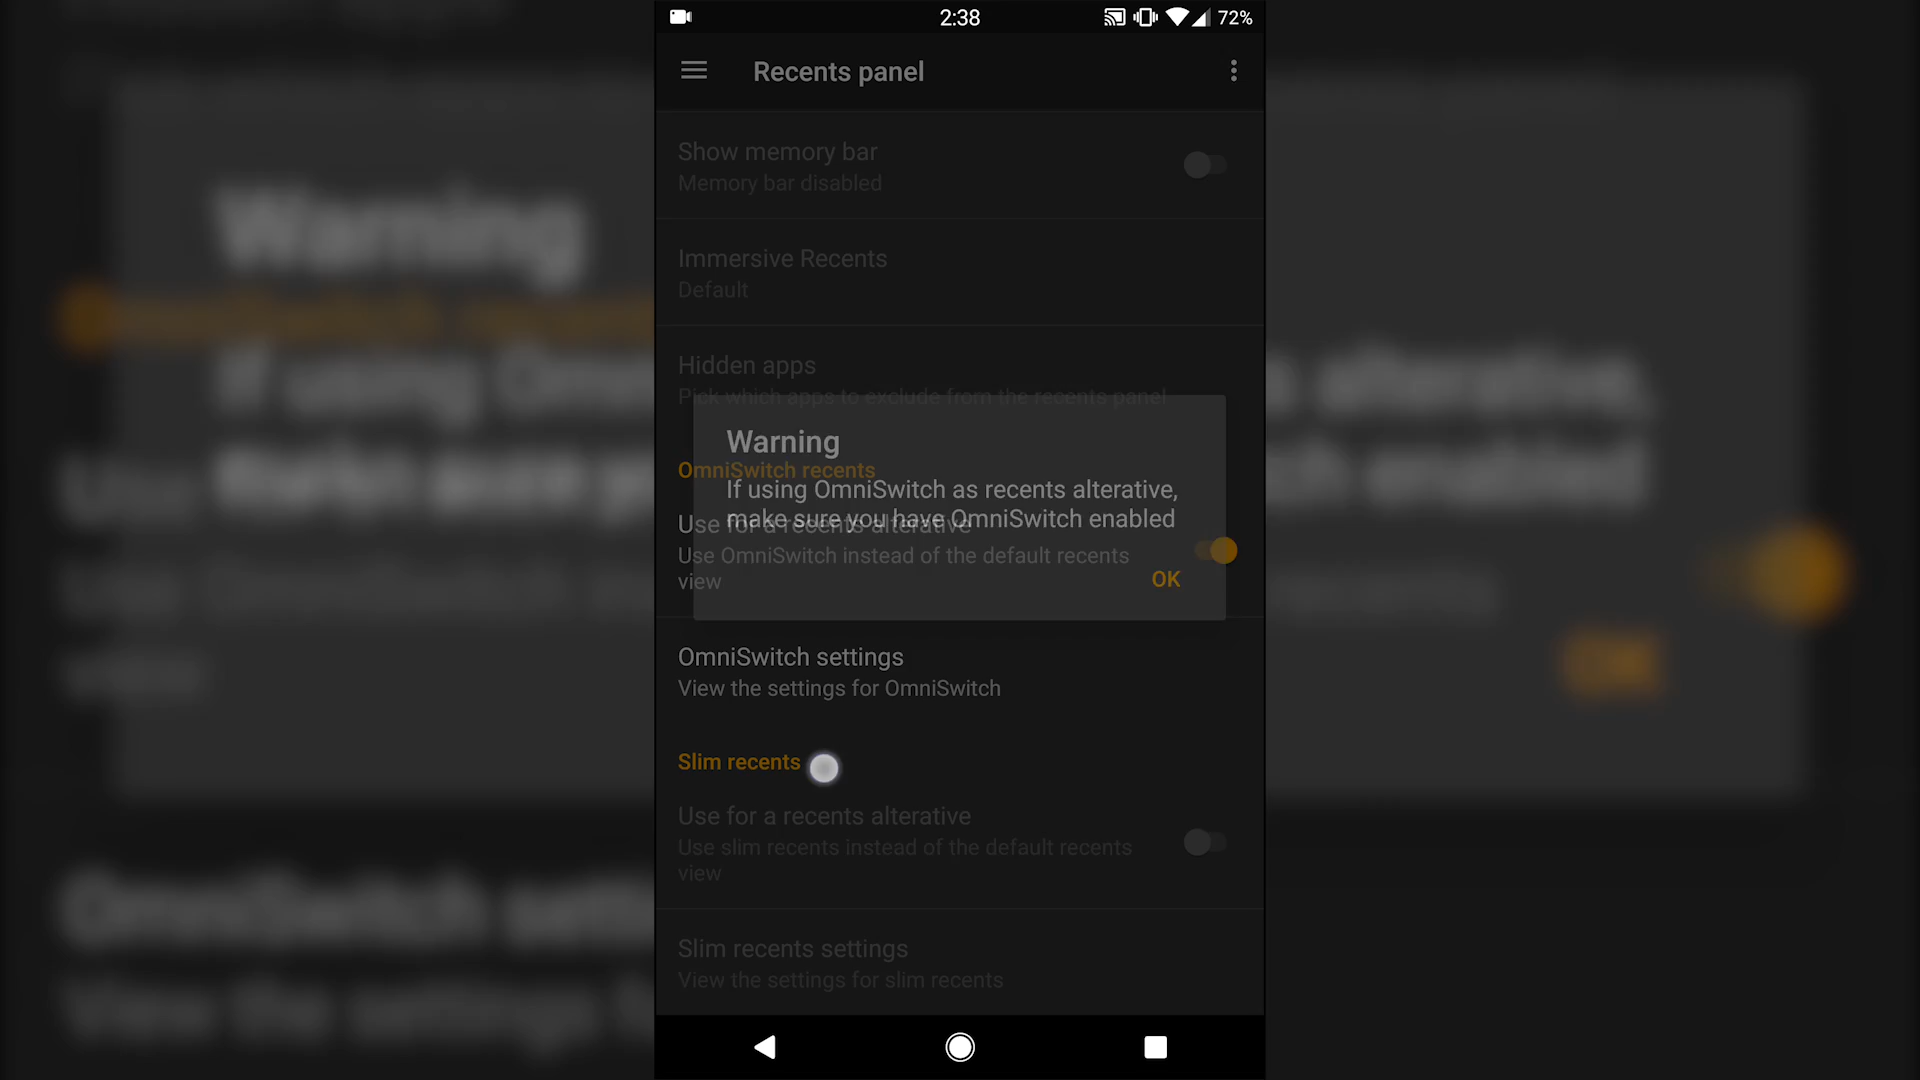 2:38
72%
Recents panel
Show memory bar
Memory bar disabled
Immersive Recents
Default
Hidden apps
Pick which apps to exclude from the recents panel
Warning
OmniSwitch recents
If using OmniSwitch as recents alterative,
make sure you have OmniSwitch enabled
Use for a recents alterative
Use OmniSwitch instead of the default recents
view
OK
OmniSwitch settings
View the settings for OmniSwitch
Slim recents
Use for a recents alterative
Use slim recents instead of the default recents
view
Slim recents settings
View the settings for slim recents